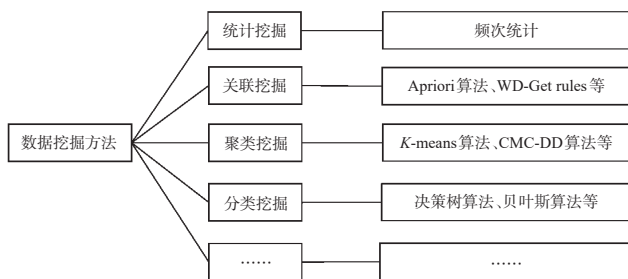 统计挖掘
频次统计
关联挖掘
Apriori算法、WD-Get rules等
数据挖掘方法
聚类挖掘
K-means算法、CMC-DD算法等
分类挖掘
决策树算法、贝叶斯算法等
……
……